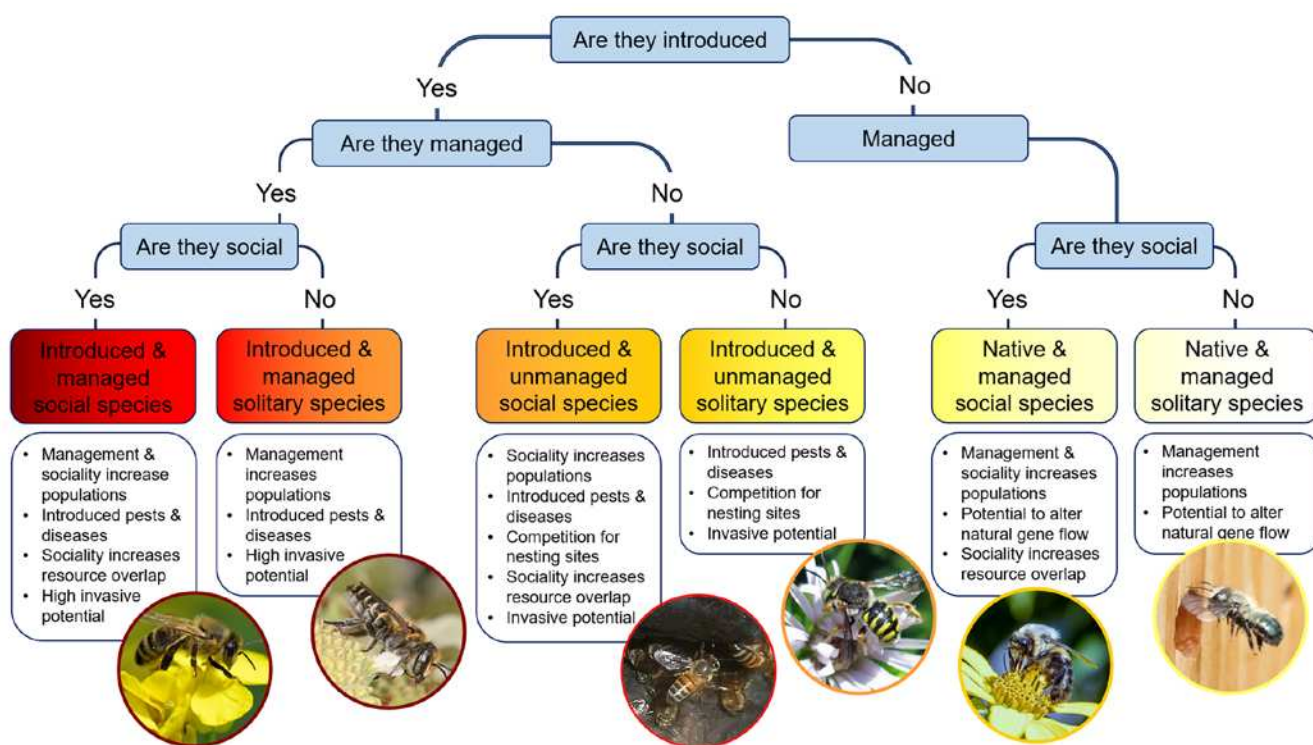 Are they introduced
Yes
No
Are they managed
Managed
Yes
No
Are they social
Are they social
Are they social
Yes
No
Yes
No
Yes
No
Introduced &
managed
social species
Introduced &
managed
solitary species
Introduced &
unmanaged
social species
Introduced &
unmanaged
solitary species
Native &
managed
social species
Native &
managed
solitary species
• Management &
sociality increase
populations
• Introduced pests &
diseases
• Sociality increases
resource overlap
• High invasive
potential
• Management
increases
populations
• Introduced pests &
diseases
• High invasive
potential
• Sociality increases
populations
• Introduced pests &
diseases
• Competition for
nesting sites
• Sociality increases
resource overlap
• Invasive potential
• Introduced pests &
diseases
• Competition for
nesting sites
• Invasive potential
• Management &
sociality increases
populations
• Potential to alter
natural gene flow
• Sociality increases
resource overlap
• Management
increases
populations
• Potential to alter
natural gene flow